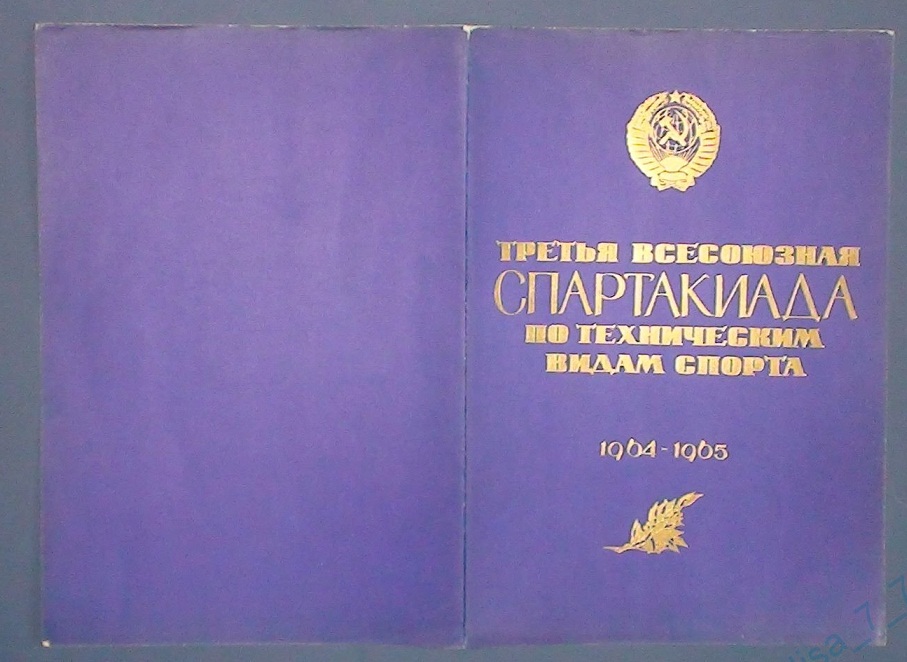 ТРЕТЬЯ ВСЕСОЮЗНАЯ
СПАРТАКИАДА
ПО ТЕХНИЧЕСКИМ
ВИДАМ СПОРТА
1964-1965